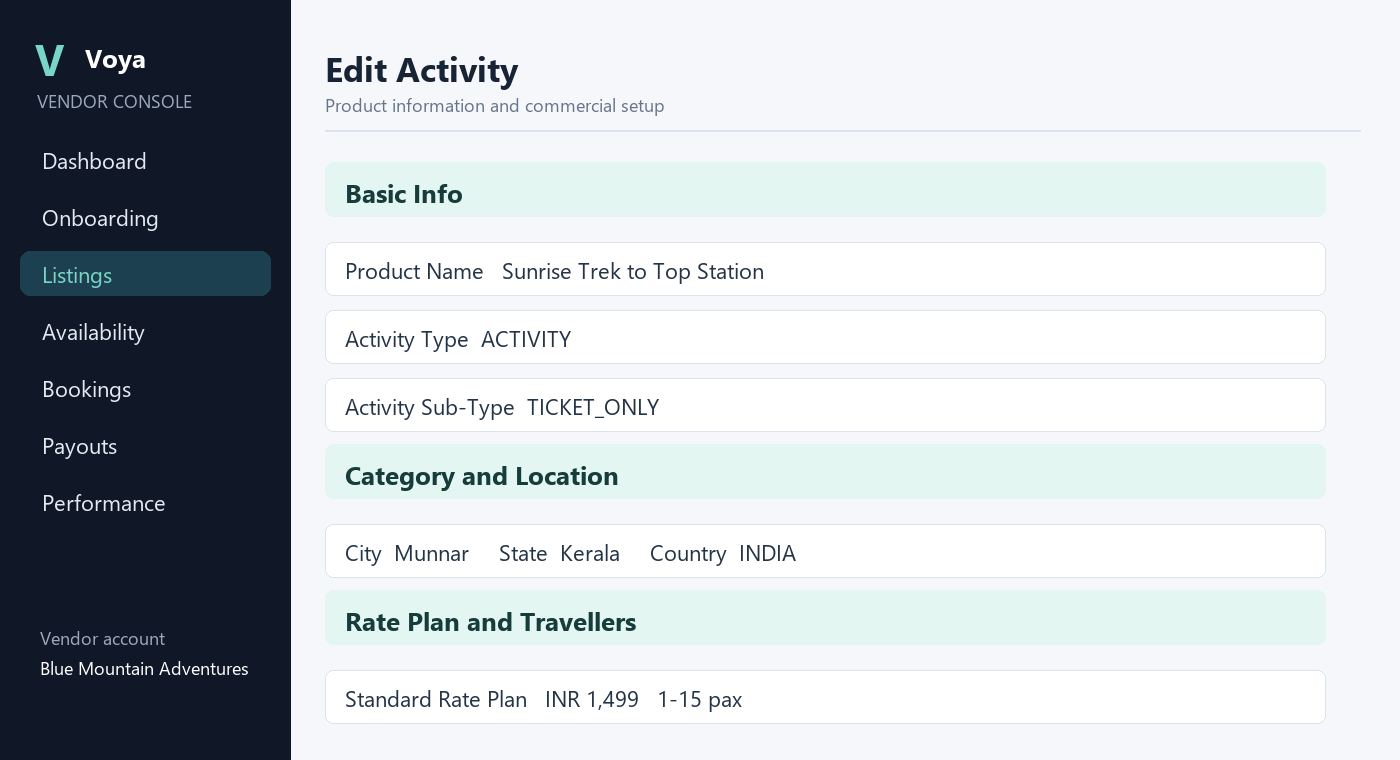 V Voya
VENDOR CONSOLE
Dashboard
Onboarding
Listings
Availability
Bookings
Payouts
Performance
Vendor account
Blue Mountain Adventures
Edit Activity
Product information and commercial setup
Basic Info
Product Name Sunrise Trek to Top Station
Activity Type ACTIVITY
Activity Sub-Type TICKET_ONLY
Category and Location
City Munnar State Kerala Country INDIA
Rate Plan and Travellers
Standard Rate Plan INR 1,499 1-15 pax